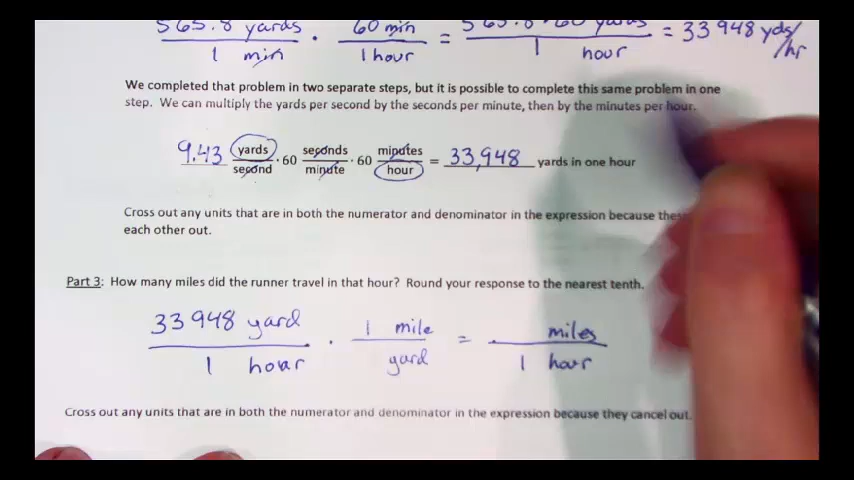 565.8 yards / 1 min · 60 min / 1 hour = 565.8 · 60 yards / 1 hour = 33948 yds/hr
We completed that problem in two separate steps, but it is possible to complete this same problem in one
step. We can multiply the yards per second by the seconds per minute, then by the minutes per hour.
9.43 yards/second · 60 seconds/minute · 60 minutes/hour = 33,948 yards in one hour
Cross out any units that are in both the numerator and denominator in the expression because
each other out.
Part 3: How many miles did the runner travel in that hour? Round your response to the nearest tenth.
33948 yard / 1 hour · 1 mile / yard = miles / 1 hour
Cross out any units that are in both the numerator and denominator in the expression because they cancel out.